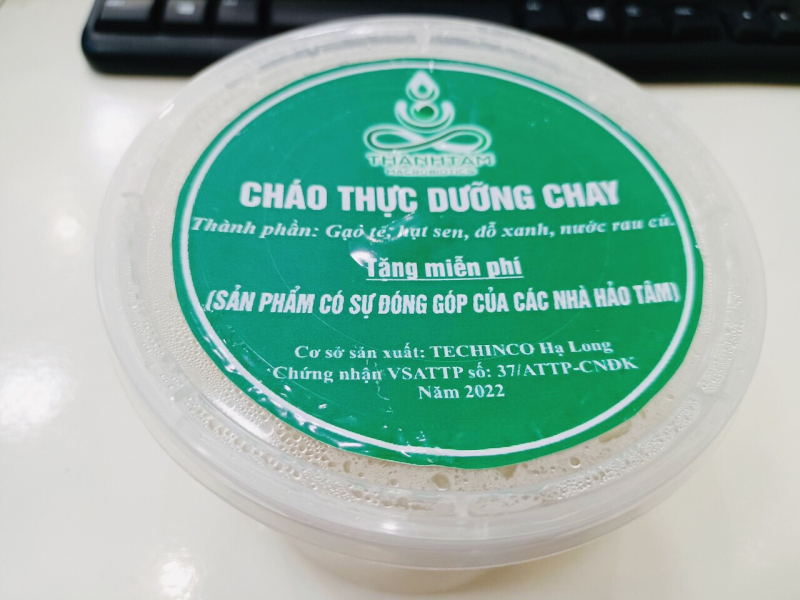 THANHTAM
MACROBIOTICS
CHÁO THỰC DƯỠNG CHAY
Thành phần: Gạo tẻ, hạt sen, đỗ xanh, nước rau củ.
Tặng miễn phí
(SẢN PHẨM CÓ SỰ ĐÓNG GÓP CỦA CÁC NHÀ HẢO TÂM)
Cơ sở sản xuất: TECHINCO Hạ Long
Chứng nhận VSATTP số: 37/ATTP-CNĐK
Năm 2022